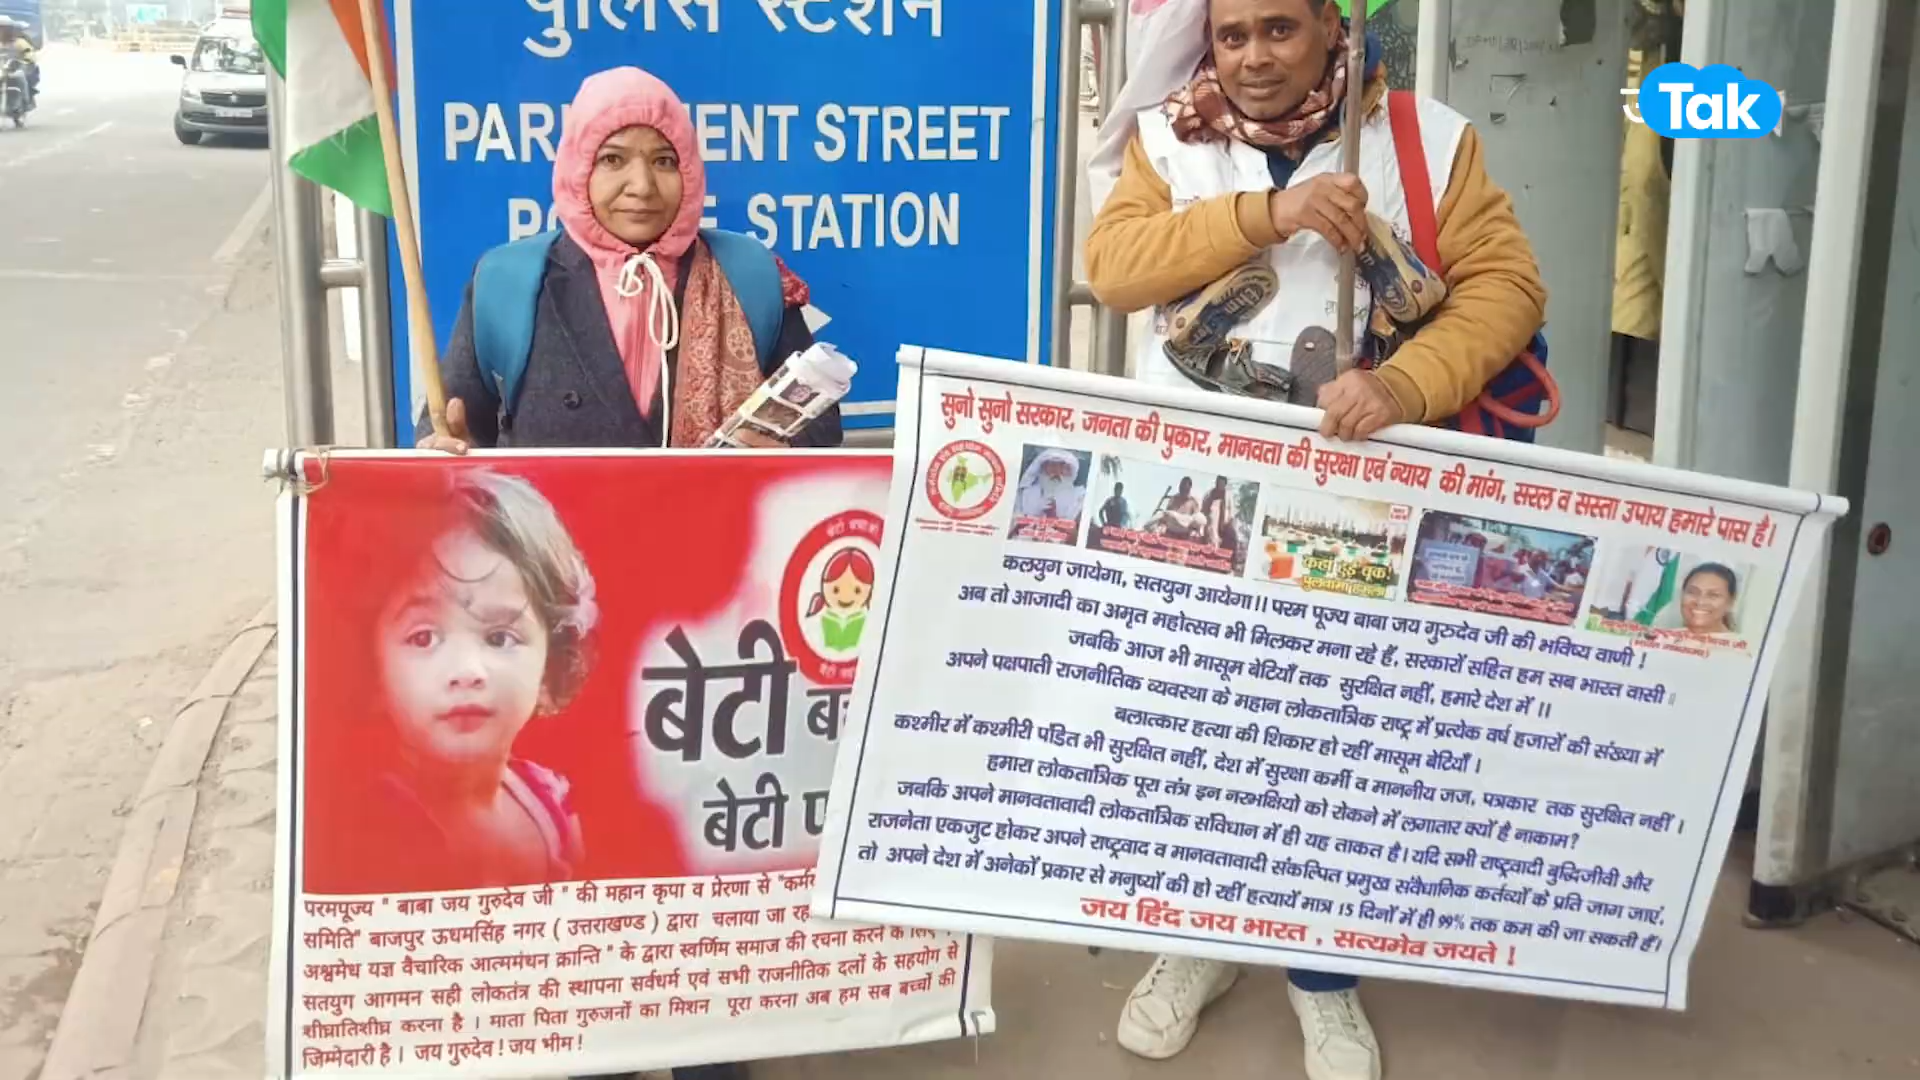 पुलिस स्टेशन
PAR ENT STREET
STATION
Tak
सुनो सुनो सरकार, जनता की पुकार, मानवता की सुरक्षा एवं न्याय की मांग, सरल व सस्ता उपाय हमारे पास है।
कहां हुई चूक!
पुलवामा हमला
कलयुग जायेगा, सतयुग आयेगा।। परम पूज्य बाबा जय गुरुदेव जी की भविष्य वाणी !
अब तो आजादी का अमृत महोत्सव भी मिलकर मना रहे हैं, सरकारों सहित हम सब भारत वासी॥
जबकि आज भी मासूम बेटियाँ तक सुरक्षित नहीं, हमारे देश में ।।
अपने पक्षपाती राजनीतिक व्यवस्था के महान लोकतांत्रिक राष्ट्र में प्रत्येक वर्ष हजारों की संख्या में
बलात्कार हत्या की शिकार हो रहीं मासूम बेटियाँ ।
कश्मीर में कश्मीरी पंडित भी सुरक्षित नहीं, देश में सुरक्षा कर्मी व माननीय जज, पत्रकार तक सुरक्षित नहीं ।
हमारा लोकतांत्रिक पूरा तंत्र इन नरभक्षियो को रोकने में लगातार क्यों है नाकाम?
जबकि अपने मानवतावादी लोकतांत्रिक संविधान में ही यह ताकत है। यदि सभी राष्ट्रवादी बुद्धिजीवी और
राजनेता एकजुट होकर अपने राष्ट्रवाद व मानवतावादी संकल्पित प्रमुख संवैधानिक कर्तव्यों के प्रति जाग जाएं,
तो अपने देश में अनेकों प्रकार से मनुष्यों की हो रहीं हत्यायें मात्र 15 दिनों में ही 99% तक कम की जा सकती हैं।
जय हिंद जय भारत , सत्यमेव जयते !
बेटी
बेटी
परमपूज्य " बाबा जय गुरुदेव जी " की महान कृपा व प्रेरणा से
समिति" बाजपुर ऊधमसिंह नगर ( उत्तराखण्ड ) द्वारा चलाया जा
अश्वमेध यज्ञ वैचारिक आत्ममंथन क्रान्ति " के द्वारा स्वर्णिम समाज की रचना करने के
सतयुग आगमन सही लोकतंत्र की स्थापना सर्वधर्म एवं सभी राजनीतिक दलों के सहयोग से
शीघ्रातिशीघ्र करना है । माता पिता गुरुजनों का मिशन पूरा करना अब हम सब बच्चों की
जिम्मेदारी है । जय गुरुदेव ! जय भीम !